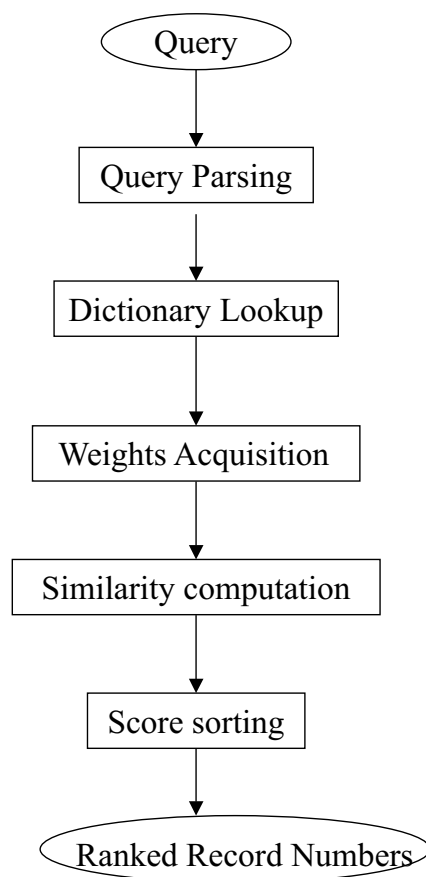 Query
Query Parsing
Dictionary Lookup
Weights Acquisition
Similarity computation
Score sorting
Ranked Record Numbers